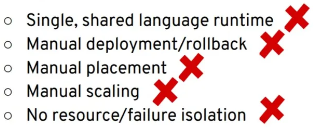 ○ Single, shared language runtime ❌
○ Manual deployment/rollback ❌
○ Manual placement ❌
○ Manual scaling ❌
○ No resource/failure isolation ❌